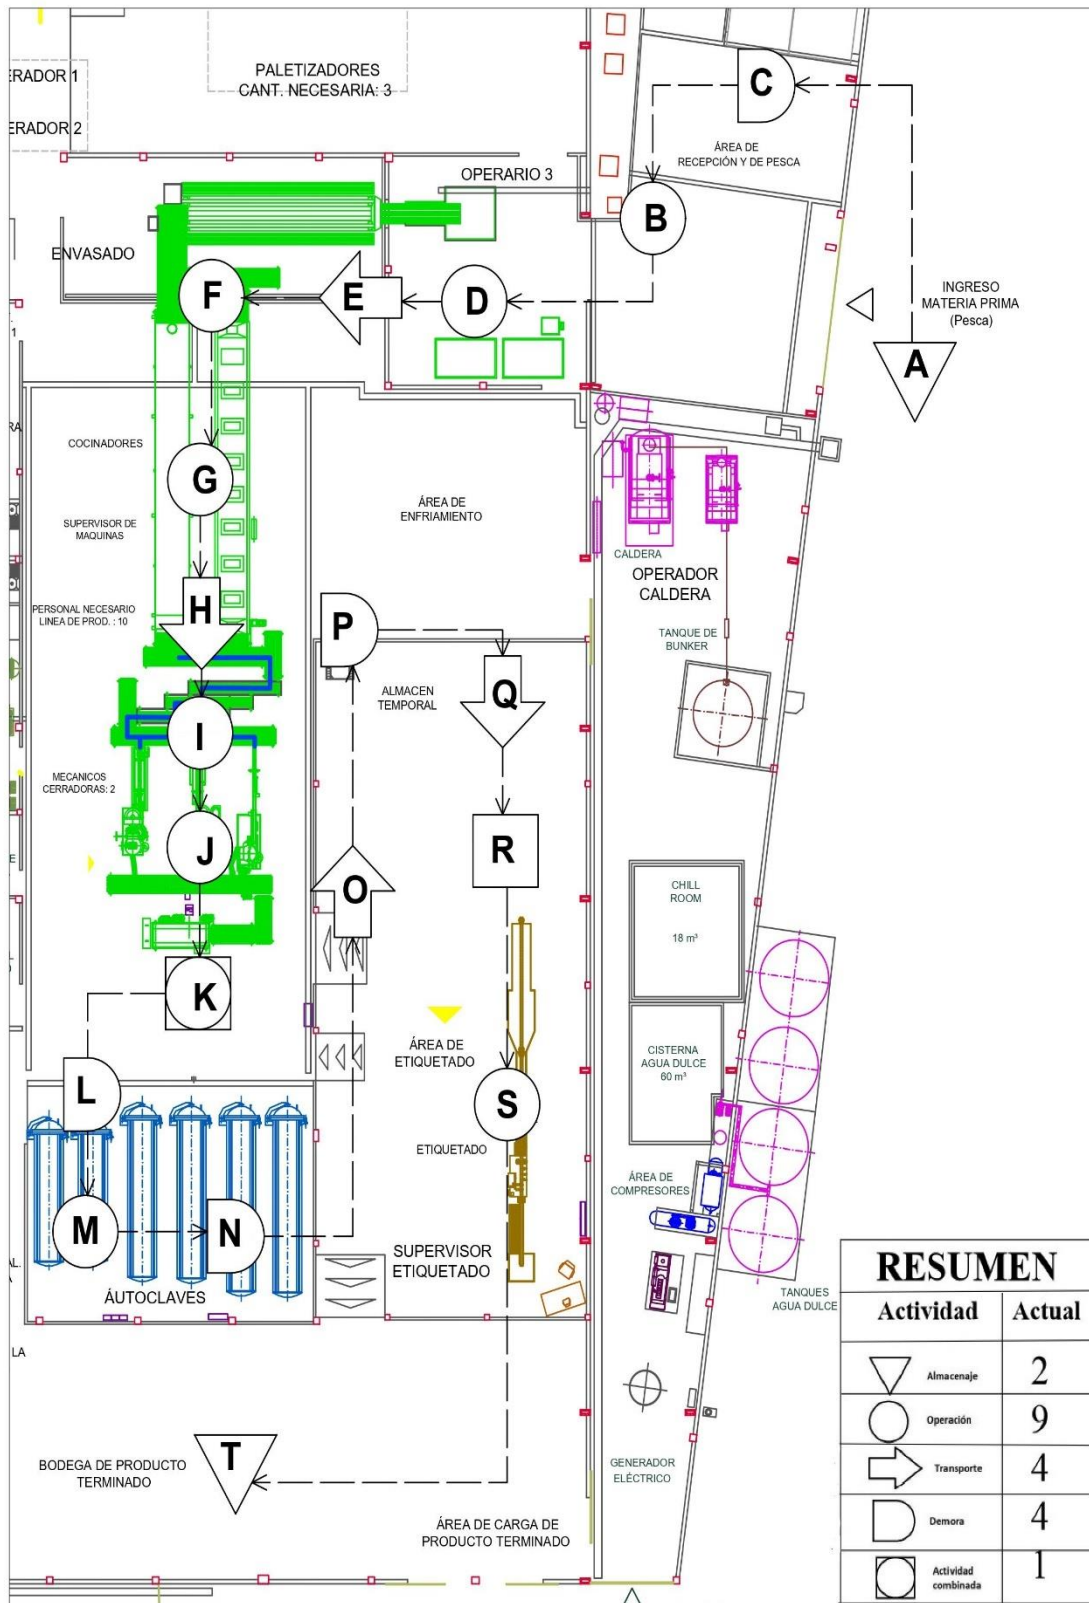 ERADOR 1
ERADOR 2
PALETIZADORES
CANT. NECESARIA: 3
C
ÁREA DE
RECEPCIÓN Y DE PESCA
OPERARIO 3
B
ENVASADO
F
E
D
INGRESO
MATERIA PRIMA
(Pesca)
A
1
COCINADORES
RA
G
SUPERVISOR DE
MAQUINAS
ÁREA DE
ENFRIAMIENTO
CALDERA
OPERADOR
CALDERA
H
PERSONAL NECESARIO
LINEA DE PROD. : 10
P
TANQUE DE
BUNKER
ALMACEN
TEMPORAL
Q
I
MECANICOS
CERRADORAS: 2
J
R
E
O
CHILL
ROOM
18 m³
K
ÁREA DE
ETIQUETADO
CISTERNA
AGUA DULCE
60 m³
L
S
ETIQUETADO
ÁREA DE
COMPRESORES
M
N
SUPERVISOR
ETIQUETADO
AL.
A
ÁUTOCLAVES
TANQUES
AGUA DULCE
LA
T
BODEGA DE PRODUCTO
TERMINADO
GENERADOR
ELÉCTRICO
ÁREA DE CARGA DE
PRODUCTO TERMINADO
RESUMEN
Actividad Actual
Almacenaje 2
Operación 9
Transporte 4
Demora 4
Actividad
combinada 1